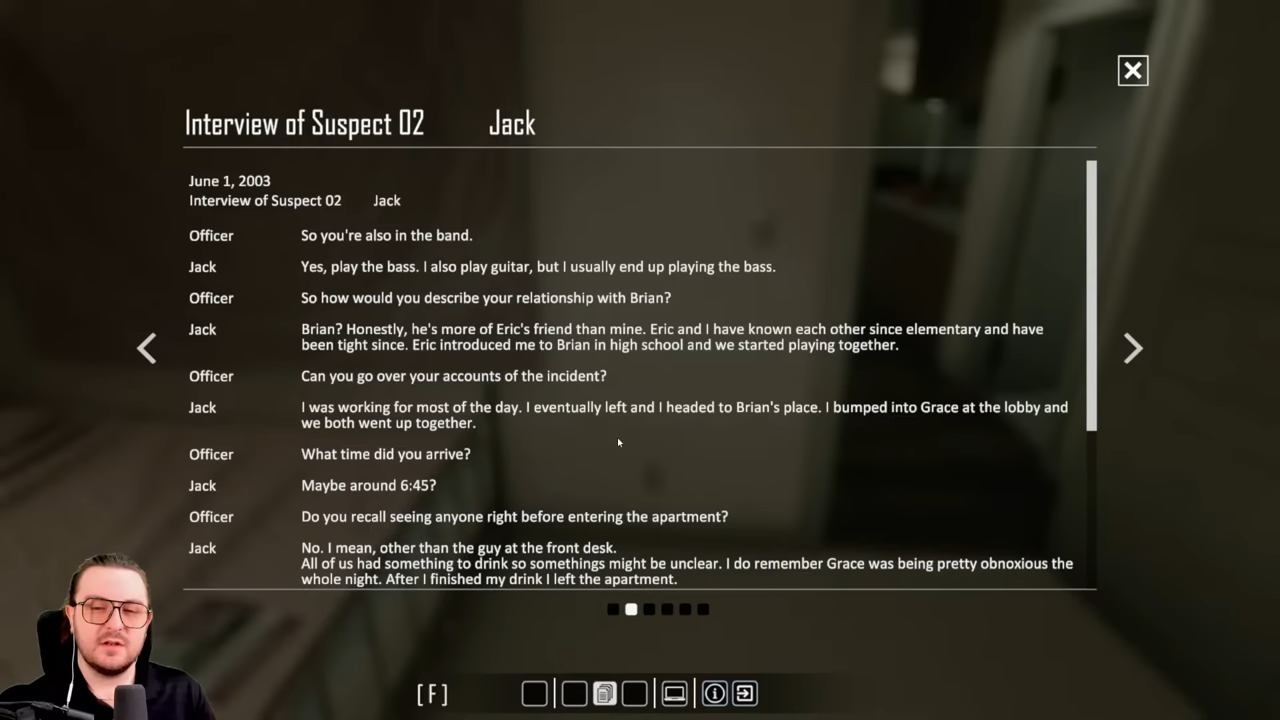 Interview of Suspect 02 Jack
June 1, 2003
Interview of Suspect 02 Jack
Officer So you're also in the band.
Jack Yes, play the bass. I also play guitar, but I usually end up playing the bass.
Officer So how would you describe your relationship with Brian?
Jack Brian? Honestly, he's more of Eric's friend than mine. Eric and I have known each other since elementary and have
been tight since. Eric introduced me to Brian in high school and we started playing together.
Officer Can you go over your accounts of the incident?
Jack I was working for most of the day. I eventually left and I headed to Brian's place. I bumped into Grace at the lobby and
we both went up together.
Officer What time did you arrive?
Jack Maybe around 6:45?
Officer Do you recall seeing anyone right before entering the apartment?
Jack No. I mean, other than the guy at the front desk.
All of us had something to drink so somethings might be unclear. I do remember Grace was being pretty obnoxious the
whole night. After I finished my drink I left the apartment.
[F]